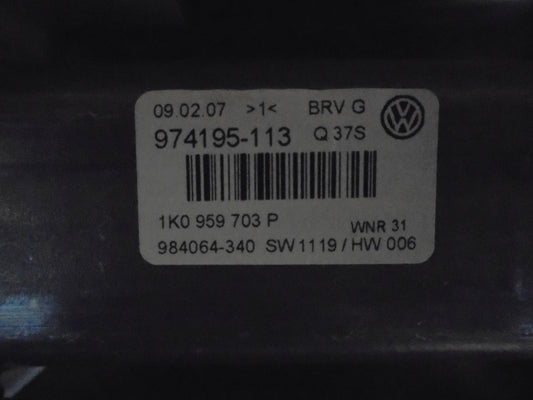 09.02.07 >1< BRV G
974195-113 Q 37S
1K0 959 703 P WNR 31
984064-340 SW 1119 / HW 006